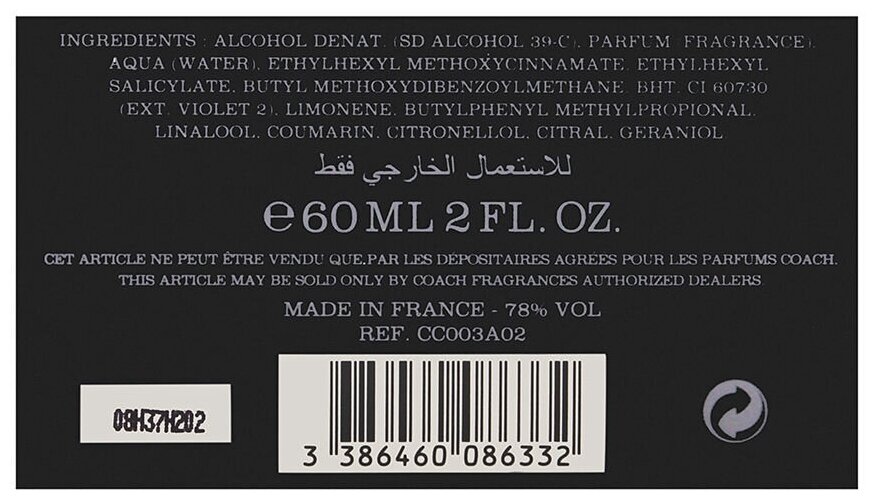 INGREDIENTS : ALCOHOL DENAT. (SD ALCOHOL 39-C), PARFUM (FRAGRANCE),
AQUA (WATER), ETHYLHEXYL METHOXYCINNAMATE, ETHYLHEXYL
SALICYLATE, BUTYL METHOXYDIBENZOYLMETHANE, BHT, CI 60730
(EXT. VIOLET 2), LIMONENE, BUTYLPHENYL METHYLPROPIONAL,
LINALOOL, COUMARIN, CITRONELLOL, CITRAL, GERANIOL
للاستعمال الخارجي فقط
℮60 ML 2 FL. OZ.
CET ARTICLE NE PEUT ÊTRE VENDU QUE.PAR LES DÉPOSITAIRES AGRÉÉS POUR LES PARFUMS COACH.
THIS ARTICLE MAY BE SOLD ONLY BY COACH FRAGRANCES AUTHORIZED DEALERS
MADE IN FRANCE - 78% VOL
REF. CC003A02
08H37H202
3 386460 086332